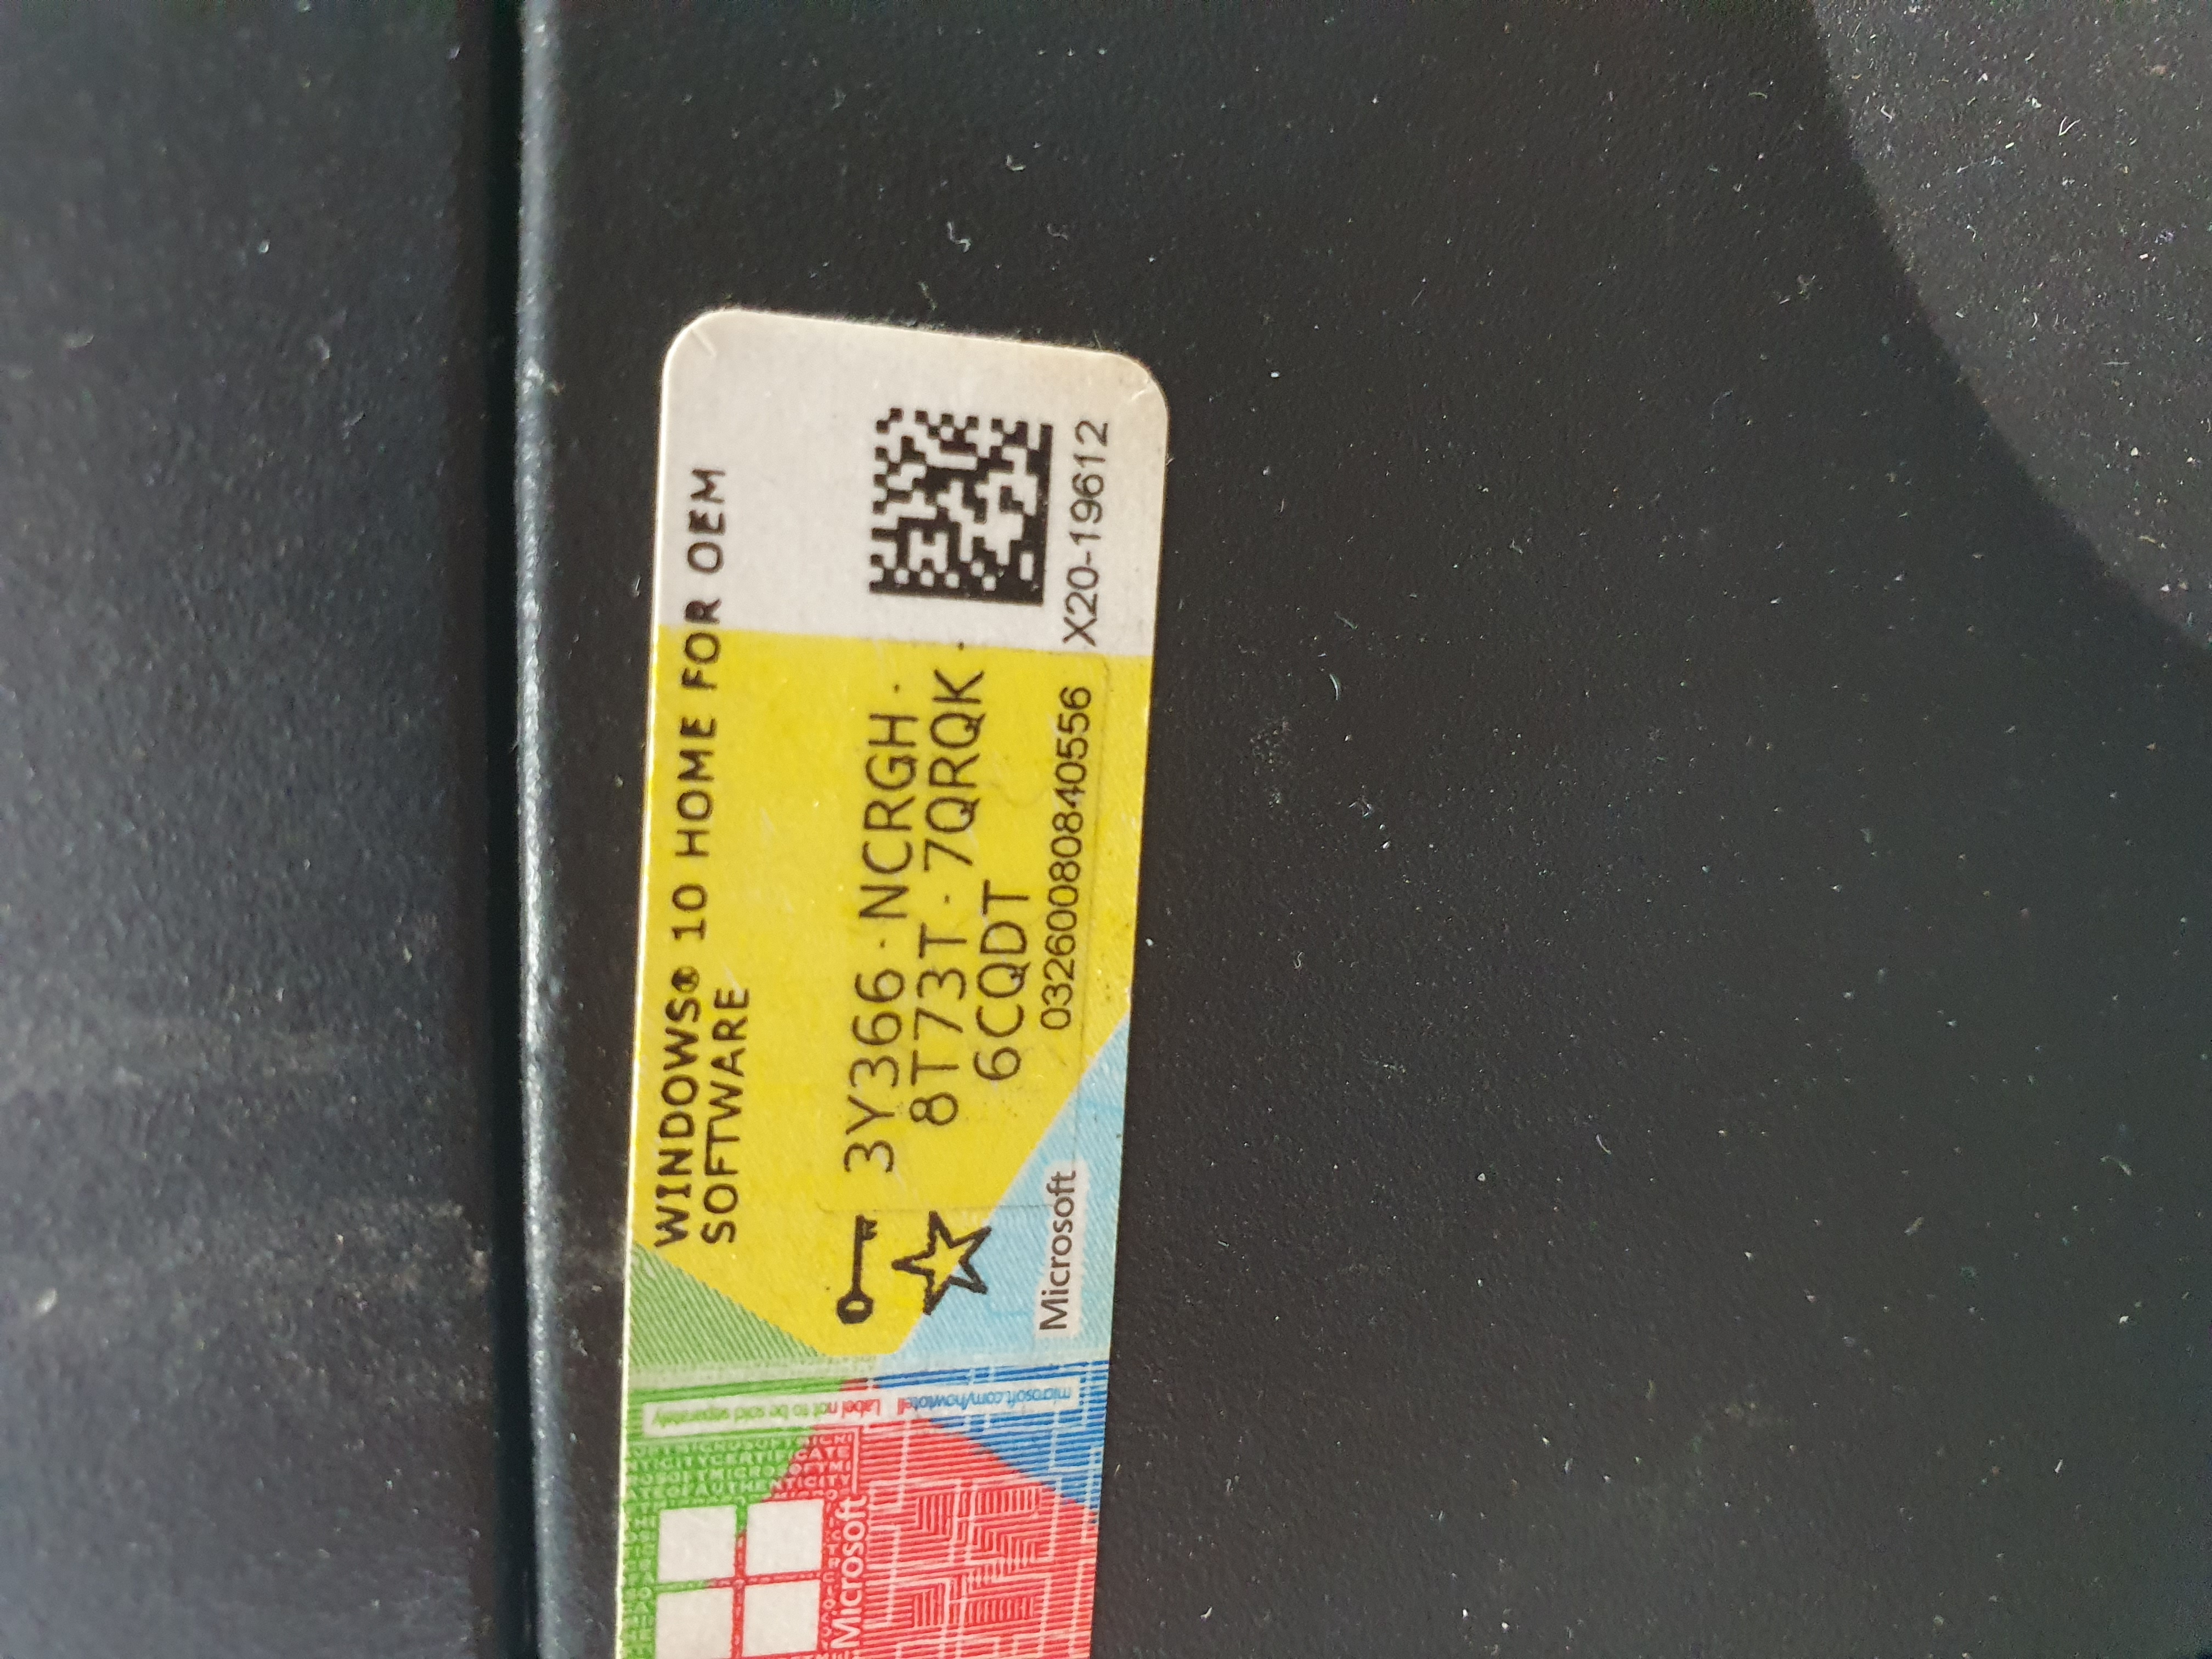 WINDOWS® 10 HOME FOR OEM
SOFTWARE
3Y366-NCRGH-
8T73T-7QRQK-
6CQDT
03260080840556
X20-19612
Microsoft
Label not to be sold separately
microsoft.com/howtotell
Microsoft